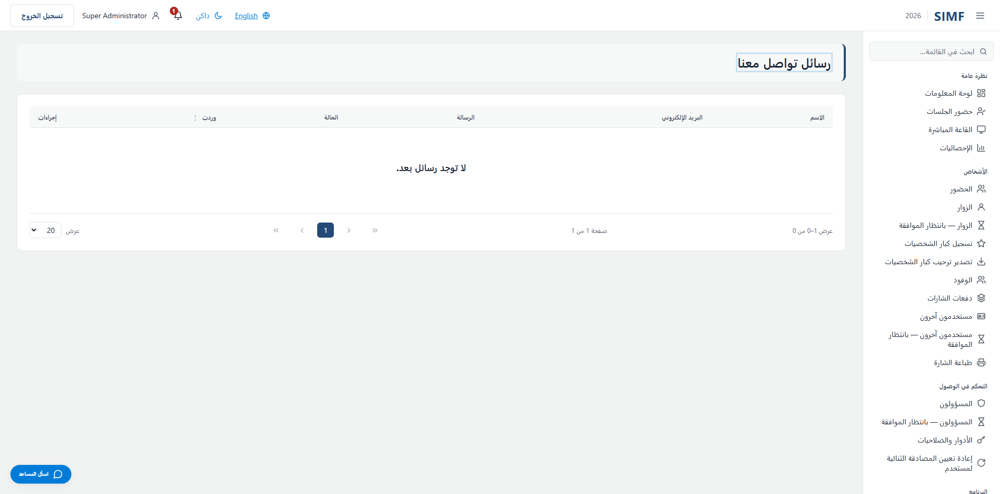 SIMF
2026
English
داكن
1
Super Administrator
تسجيل الخروج
ابحث في القائمة...
نظرة عامة
لوحة المعلومات
حضور الجلسات
القاعة المباشرة
الإحصائيات
الأشخاص
الحضور
الزوار
الزوار — بانتظار الموافقة
تسجيل كبار الشخصيات
تصدير ترحيب كبار الشخصيات
الوفود
دفعات الشارات
مستخدمون آخرون
مستخدمون آخرون — بانتظار
الموافقة
طباعة الشارة
التحكم في الوصول
المسؤولون
المسؤولون — بانتظار الموافقة
الأدوار والصلاحيات
إعادة تعيين المصادقة الثنائية
لمستخدم
البرنامج
رسائل تواصل معنا
الاسم البريد الإلكتروني الرسالة الحالة وردت إجراءات
لا توجد رسائل بعد.
عرض 1–0 من 0
صفحة 1 من 1
1
عرض 20
اسأل المساعد